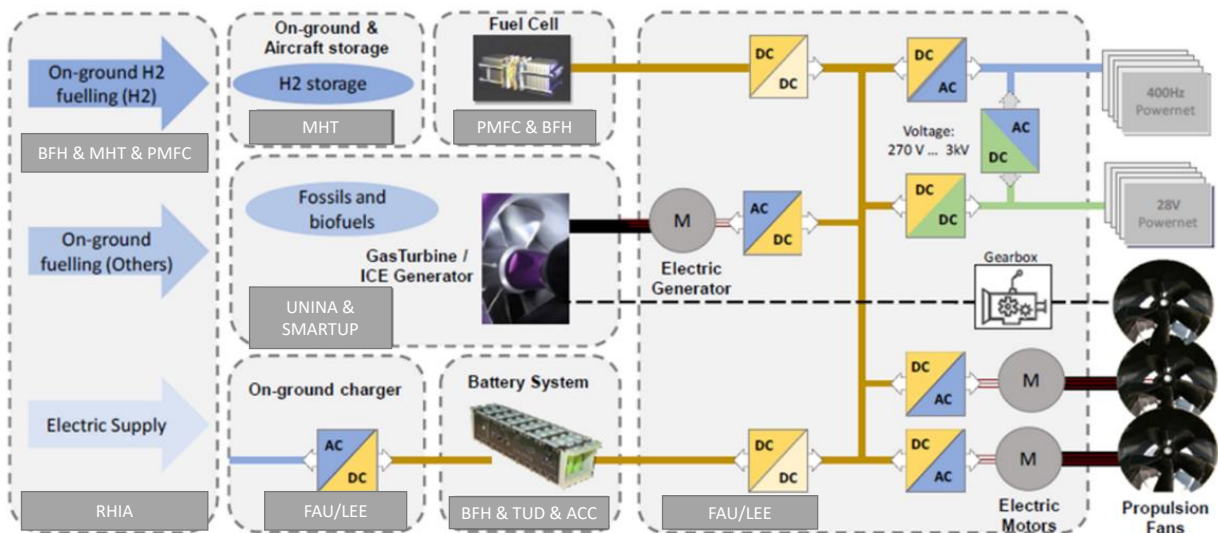 On-ground H2
fuelling (H2)
BFH & MHT & PMFC
On-ground
fuelling (Others)
Electric Supply
RHIA
On-ground &
Aircraft storage
H2 storage
MHT
Fuel Cell
PMFC & BFH
Fossils and
biofuels
GasTurbine /
ICE Generator
UNINA &
SMARTUP
On-ground charger
AC
DC
FAU/LEE
Battery System
BFH & TUD & ACC
DC
DC
DC
AC
Voltage:
270 V ... 3kV
AC
DC
400Hz
Powernet
M
Electric
Generator
AC
DC
DC
DC
28V
Powernet
Gearbox
DC
AC
M
DC
DC
FAU/LEE
DC
AC
M
Electric
Motors
Propulsion
Fans